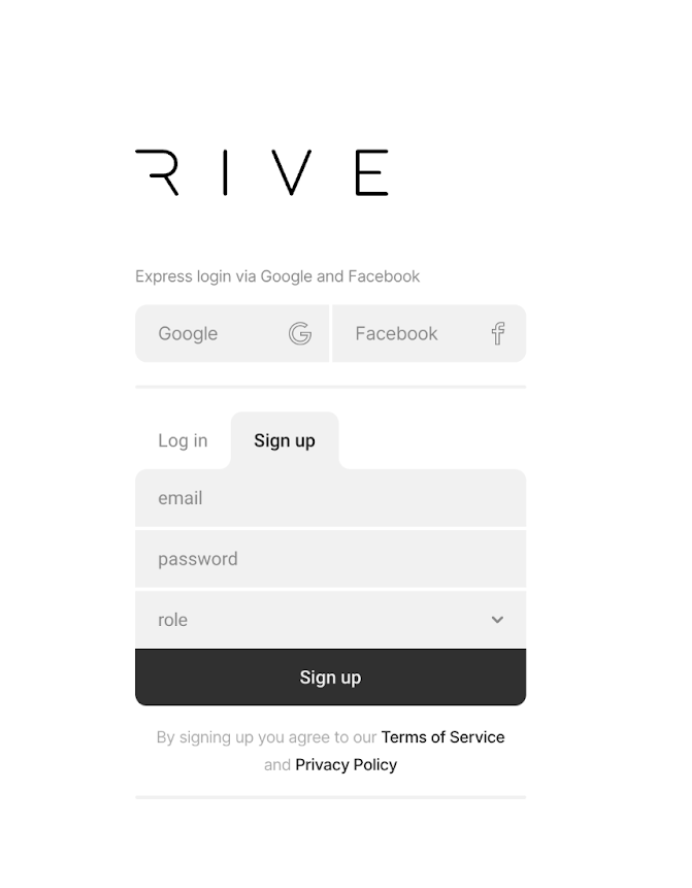 RIVE
Express login via Google and Facebook
Google
Facebook
Log in
Sign up
email
password
role
Sign up
By signing up you agree to our Terms of Service
and Privacy Policy